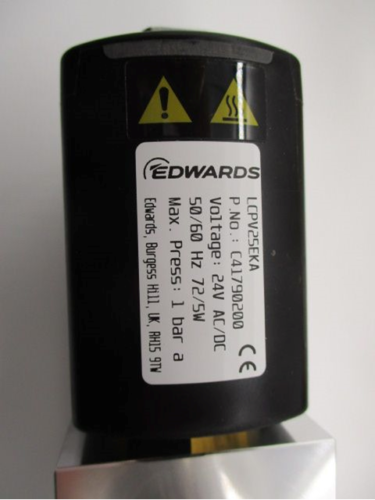 EDWARDS
LCPV25EKA
P.No.: C41790200
Voltage: 24V AC/DC
50/60 Hz 72/5W
Max. Press: 1 bar a
Edwards, Burgess Hill, UK, RH15 9TW
CE